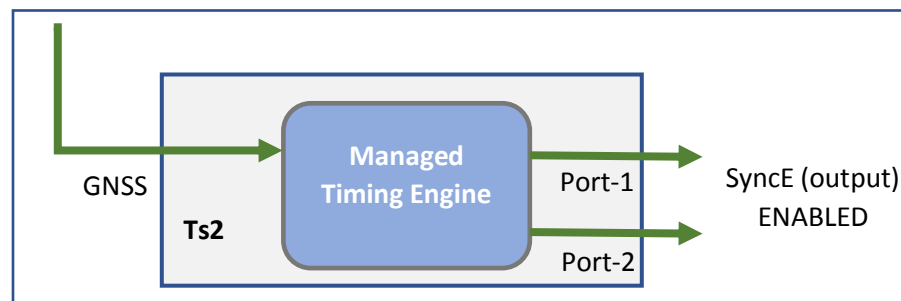 GNSS
Ts2
Managed
Timing Engine
Port-1
Port-2
SyncE (output)
ENABLED